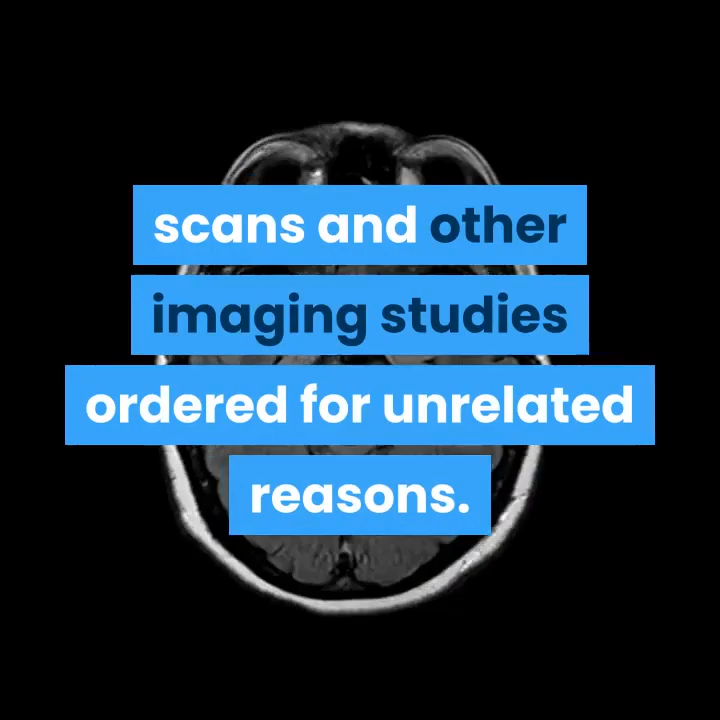 scans and other
imaging studies
ordered for unrelated
reasons.